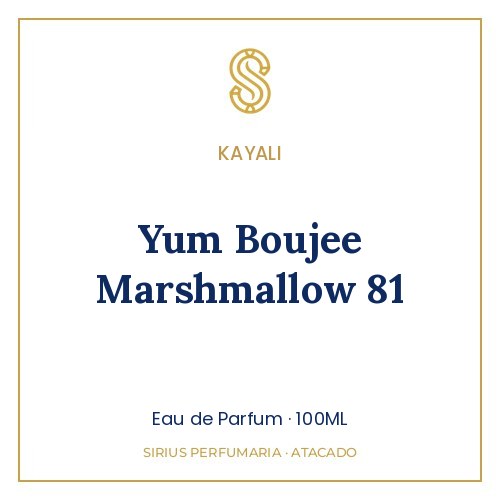 KAYALI
Yum Boujee
Marshmallow 81
Eau de Parfum · 100ML
SIRIUS PERFUMARIA · ATACADO